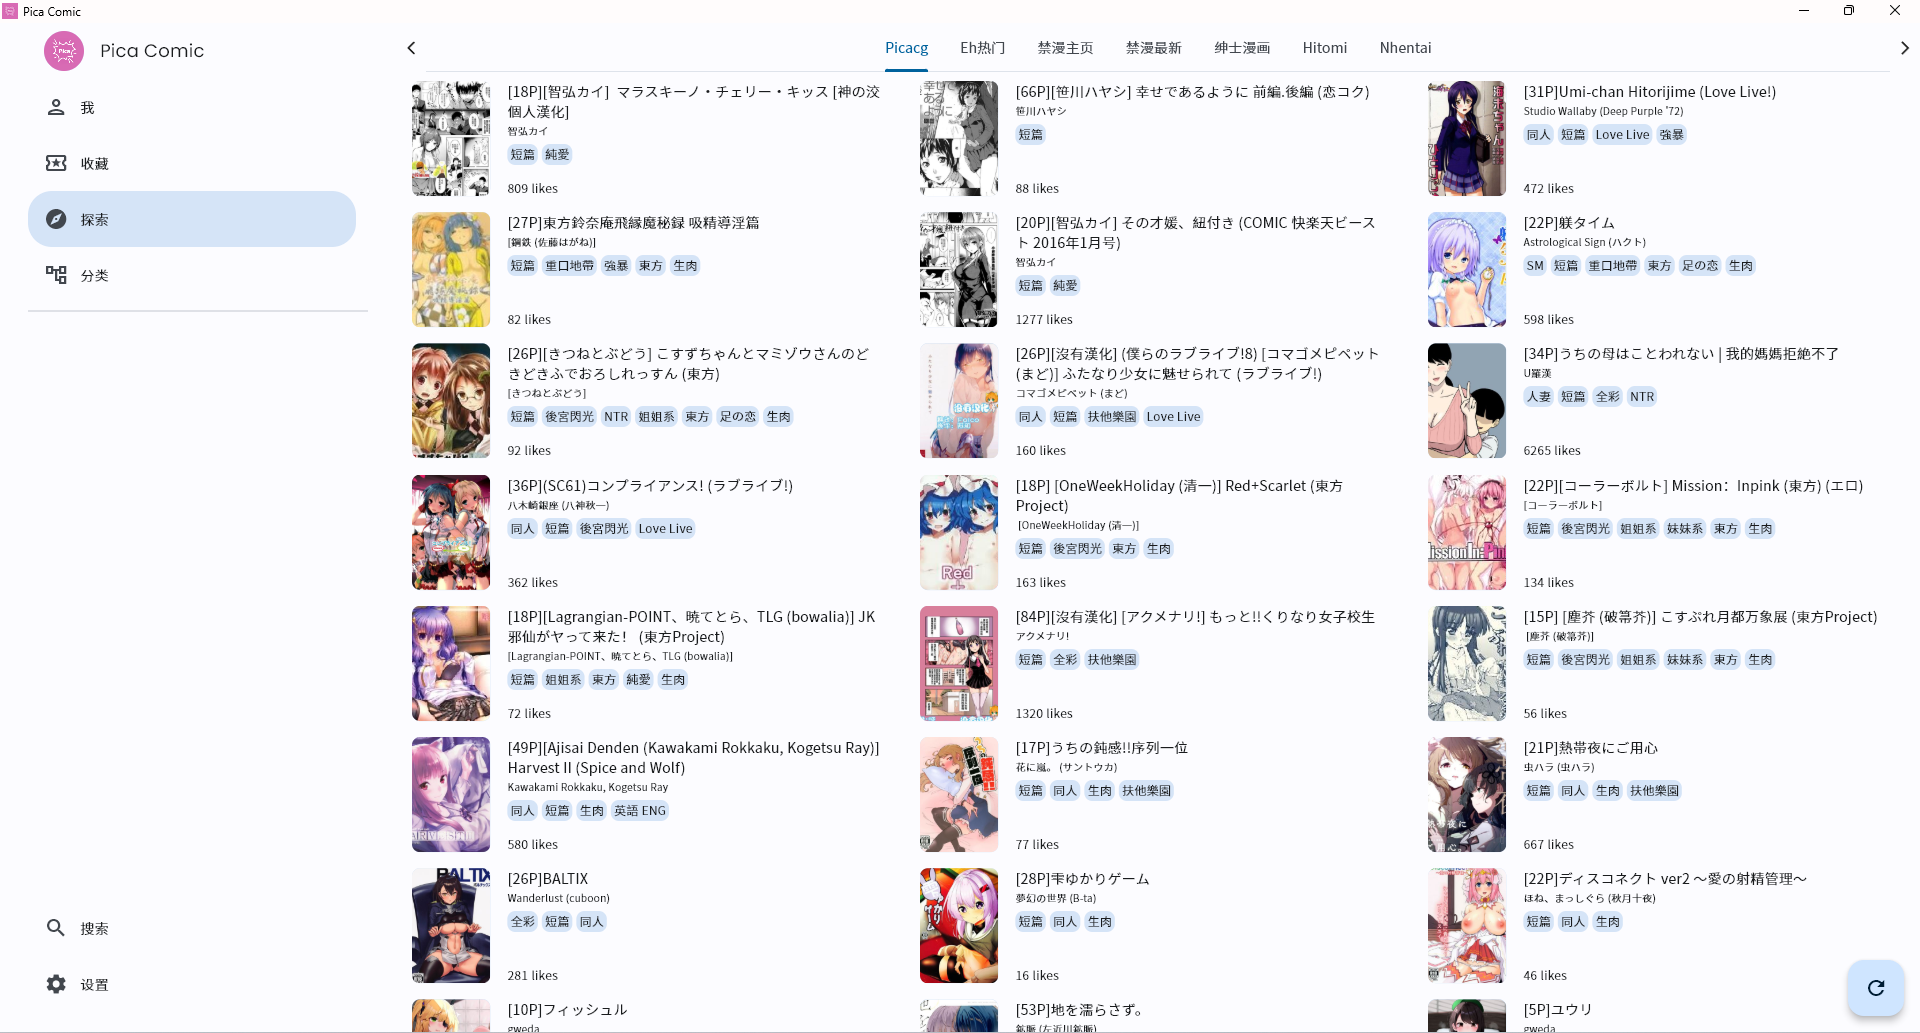 Pica Comic
Pica Comic
我
收藏
探索
分类
搜索
设置
Picacg
Eh热门
禁漫主页
禁漫最新
绅士漫画
Hitomi
Nhentai
[18P][智弘カイ] マラスキーノ・チェリー・キッス [神の汥
個人漢化]
智弘カイ
短篇 純愛
809 likes
[66P][笹川ハヤシ] 幸せであるように 前編.後編 (恋コク)
笹川ハヤシ
短篇
88 likes
[31P]Umi-chan Hitorijime (Love Live!)
Studio Wallaby (Deep Purple '72)
同人 短篇 Love Live 強暴
472 likes
[27P]東方鈴奈庵飛縁魔秘録 吸精導淫篇
[鋼鉄 (佐藤はがね)]
短篇 重口地帶 強暴 東方 生肉
82 likes
[20P][智弘カイ] その才媛、紐付き (COMIC 快楽天ビース
ト 2016年1月号)
智弘カイ
短篇 純愛
1277 likes
[22P]躾タイム
Astrological Sign (ハクト)
SM 短篇 重口地帶 東方 足の恋 生肉
598 likes
[26P][きつねとぶどう] こすずちゃんとマミゾウさんのど
きどきふでおろしれっすん (東方)
[きつねとぶどう]
短篇 後宮閃光 NTR 姐姐系 東方 足の恋 生肉
92 likes
[26P][沒有漢化] (僕らのラブライブ!8) [コマゴメピペット
(まど)] ふたなり少女に魅せられて (ラブライブ!)
コマゴメピペット (まど)
同人 短篇 扶他樂園 Love Live
160 likes
[34P]うちの母はことわれない | 我的媽媽拒絶不了
U羅漢
人妻 短篇 全彩 NTR
6265 likes
[36P](SC61)コンプライアンス! (ラブライブ!)
八木崎銀座 (八神秋一)
同人 短篇 後宮閃光 Love Live
362 likes
[18P] [OneWeekHoliday (清一)] Red+Scarlet (東方
Project)
[OneWeekHoliday (清一)]
短篇 後宮閃光 東方 生肉
163 likes
[22P][コーラーボルト] Mission：Inpink (東方) (エロ)
[コーラーボルト]
短篇 後宮閃光 姐姐系 妹妹系 東方 生肉
134 likes
[18P][Lagrangian-POINT、暁てとら、TLG (bowalia)] JK
邪仙がヤって来た！ (東方Project)
[Lagrangian-POINT、暁てとら、TLG (bowalia)]
短篇 姐姐系 東方 純愛 生肉
72 likes
[84P][沒有漢化] [アクメナリ!] もっと!!くりなり女子校生
アクメナリ!
短篇 全彩 扶他樂園
1320 likes
[15P] [塵芥 (破箒芥)] こすぷれ月都万象展 (東方Project)
[塵芥 (破箒芥)]
短篇 後宮閃光 姐姐系 妹妹系 東方 生肉
56 likes
[49P][Ajisai Denden (Kawakami Rokkaku, Kogetsu Ray)]
Harvest II (Spice and Wolf)
Kawakami Rokkaku, Kogetsu Ray
同人 短篇 生肉 英語 ENG
580 likes
[17P]うちの鈍感!!序列一位
花に嵐。 (サントウカ)
短篇 同人 生肉 扶他樂園
77 likes
[21P]熱帯夜にご用心
虫ハラ (虫ハラ)
短篇 同人 生肉 扶他樂園
667 likes
[26P]BALTIX
Wanderlust (cuboon)
全彩 短篇 同人
281 likes
[28P]雫ゆかりゲーム
夢幻の世界 (B-ta)
短篇 同人 生肉
16 likes
[22P]ディスコネクト ver2 ～愛の射精管理～
ほね、まっしぐら (秋月十夜)
短篇 同人 生肉
46 likes
[10P]フィッシュル
gweda
[53P]地を濡らさず。
[5P]ユウリ
gweda